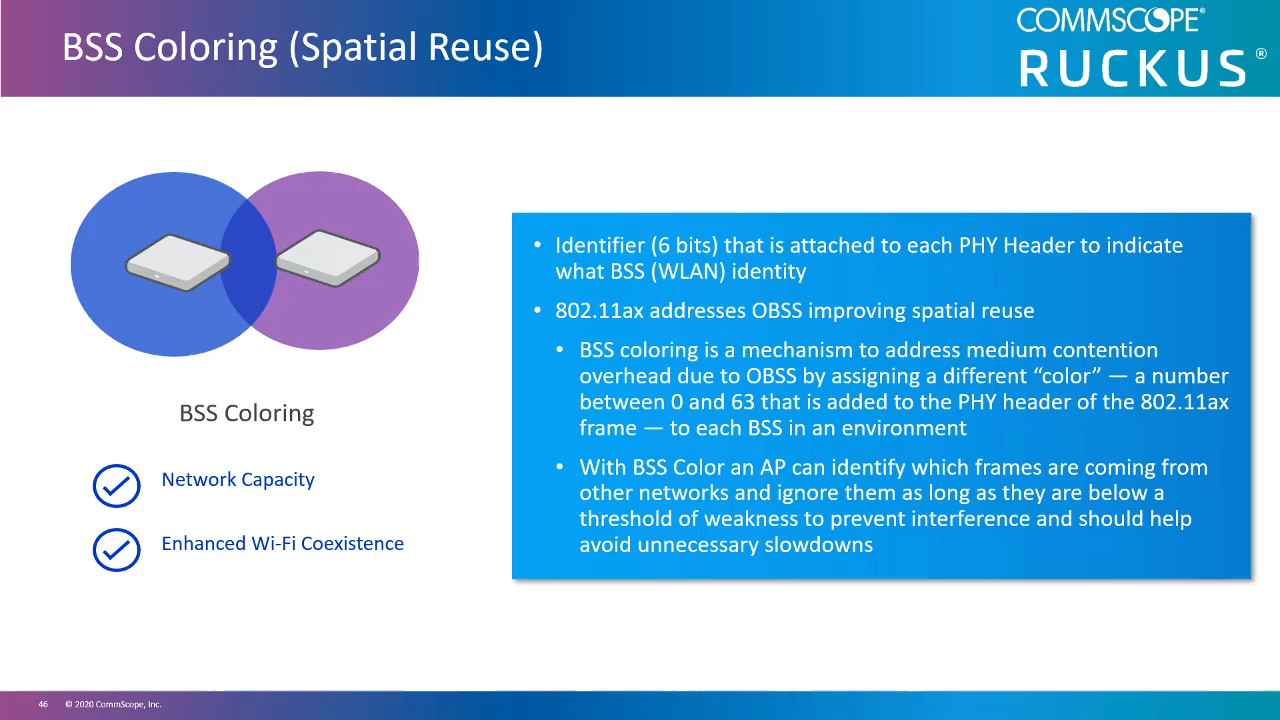 BSS Coloring (Spatial Reuse)
COMMSCOPE®
RUCKUS®
BSS Coloring
Network Capacity
Enhanced Wi-Fi Coexistence
• Identifier (6 bits) that is attached to each PHY Header to indicate
what BSS (WLAN) identity
• 802.11ax addresses OBSS improving spatial reuse
• BSS coloring is a mechanism to address medium contention
overhead due to OBSS by assigning a different “color” — a number
between 0 and 63 that is added to the PHY header of the 802.11ax
frame — to each BSS in an environment
• With BSS Color an AP can identify which frames are coming from
other networks and ignore them as long as they are below a
threshold of weakness to prevent interference and should help
avoid unnecessary slowdowns
46 © 2020 CommScope, Inc.